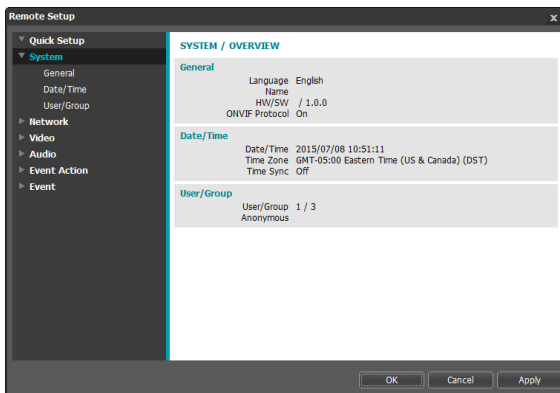 Remote Setup
x
Quick Setup
System
General
Date/Time
User/Group
Network
Video
Audio
Event Action
Event
SYSTEM / OVERVIEW
General
Language English
Name
HW/SW / 1.0.0
ONVIF Protocol On
Date/Time
Date/Time 2015/07/08 10:51:11
Time Zone GMT-05:00 Eastern Time (US & Canada) (DST)
Time Sync Off
User/Group
User/Group 1 / 3
Anonymous
OK Cancel Apply